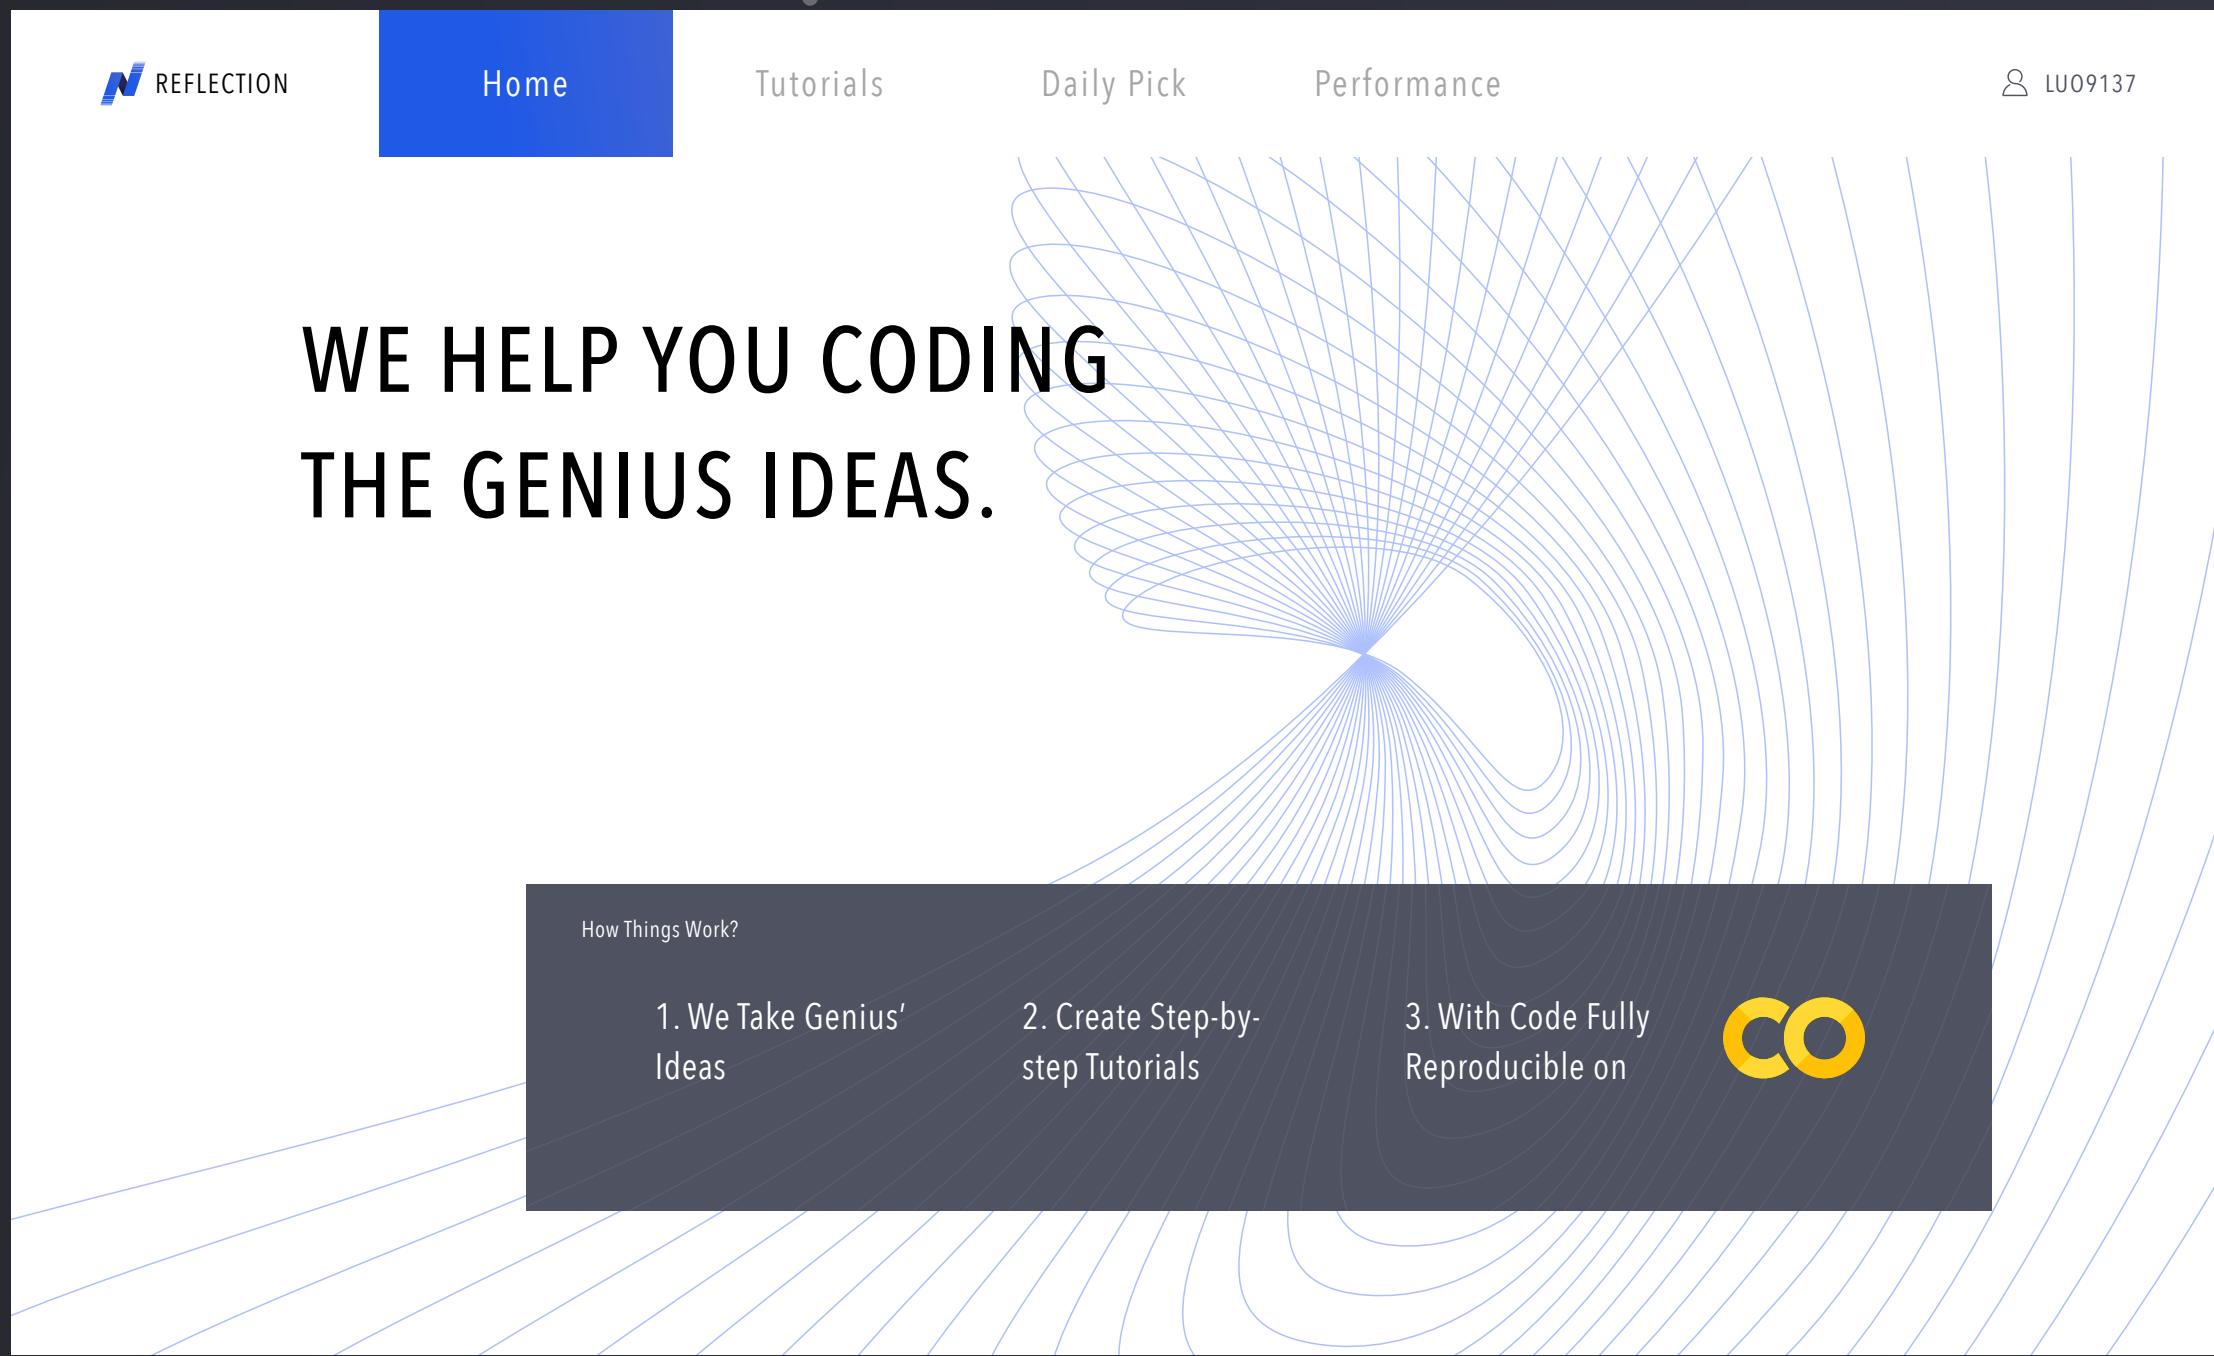 REFLECTION
Home
Tutorials
Daily Pick
Performance
LUO9137
WE HELP YOU CODING
THE GENIUS IDEAS.
How Things Work?
1. We Take Genius’
Ideas
2. Create Step-by-
step Tutorials
3. With Code Fully
Reproducible on
CO